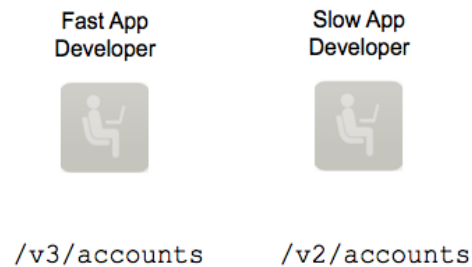 Fast App
Developer
Slow App
Developer
/v3/accounts
/v2/accounts